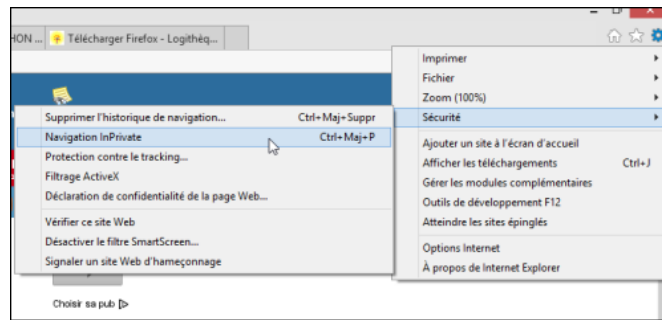 HON ... Télécharger Firefox - Logithèq...
Imprimer
Fichier
Zoom (100%)
Sécurité
Ajouter un site à l'écran d'accueil
Afficher les téléchargements Ctrl+J
Gérer les modules complémentaires
Outils de développement F12
Atteindre les sites épinglés
Options Internet
À propos de Internet Explorer
Supprimer l'historique de navigation... Ctrl+Maj+Suppr
Navigation InPrivate Ctrl+Maj+P
Protection contre le tracking...
Filtrage ActiveX
Déclaration de confidentialité de la page Web...
Vérifier ce site Web
Désactiver le filtre SmartScreen...
Signaler un site Web d'hameçonnage
Choisir sa pub